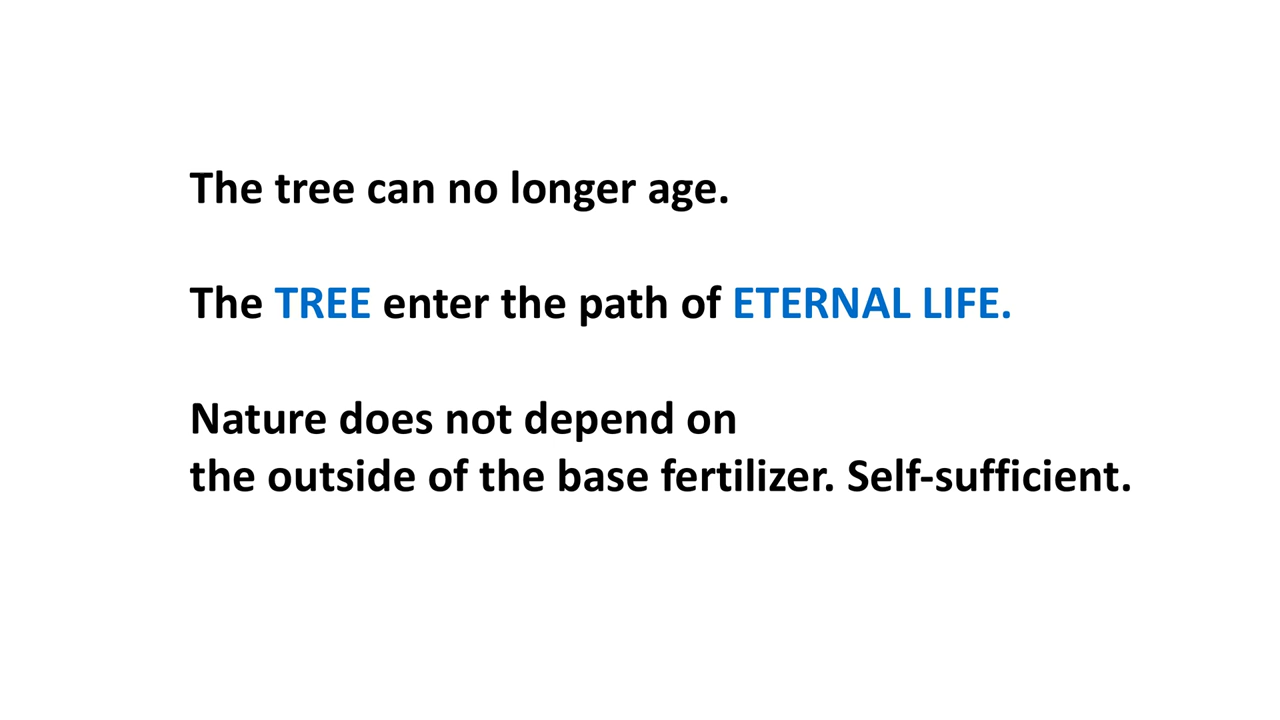 The tree can no longer age.
The TREE enter the path of ETERNAL LIFE.
Nature does not depend on
the outside of the base fertilizer. Self-sufficient.